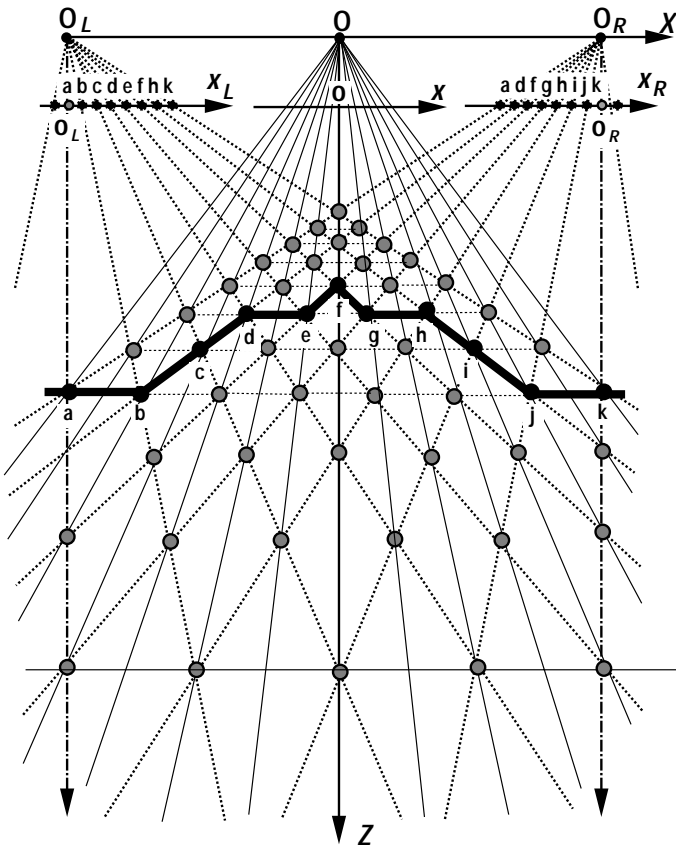 O_L O O_R X
x_L x x_R
a b c d e f h k
a d f g h i j k
o_L o o_R
f
d e g h
c i
a b j k
Z